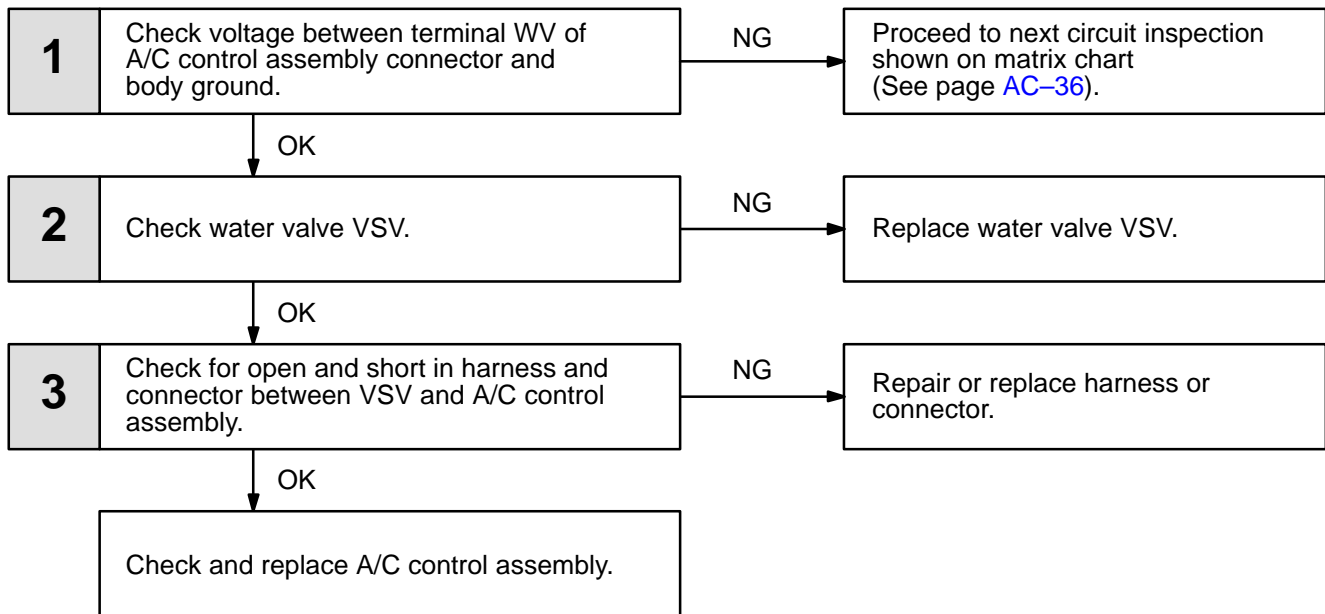 1
Check voltage between terminal WV of
A/C control assembly connector and
body ground.
NG
Proceed to next circuit inspection
shown on matrix chart
(See page AC–36).
OK
2
Check water valve VSV.
NG
Replace water valve VSV.
OK
3
Check for open and short in harness and
connector between VSV and A/C control
assembly.
NG
Repair or replace harness or
connector.
OK
Check and replace A/C control assembly.